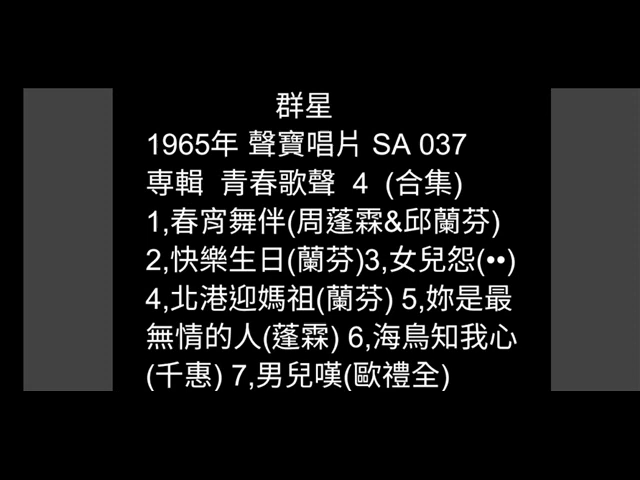 群星
1965年 聲寶唱片 SA 037
專輯 青春歌聲 4 (合集)
1,春宵舞伴(周蓬霖&邱蘭芬)
2,快樂生日(蘭芬)3,女兒怨(••)
4,北港迎媽祖(蘭芬) 5,妳是最
無情的人(蓬霖) 6,海鳥知我心
(千惠) 7,男兒嘆(歐禮全)